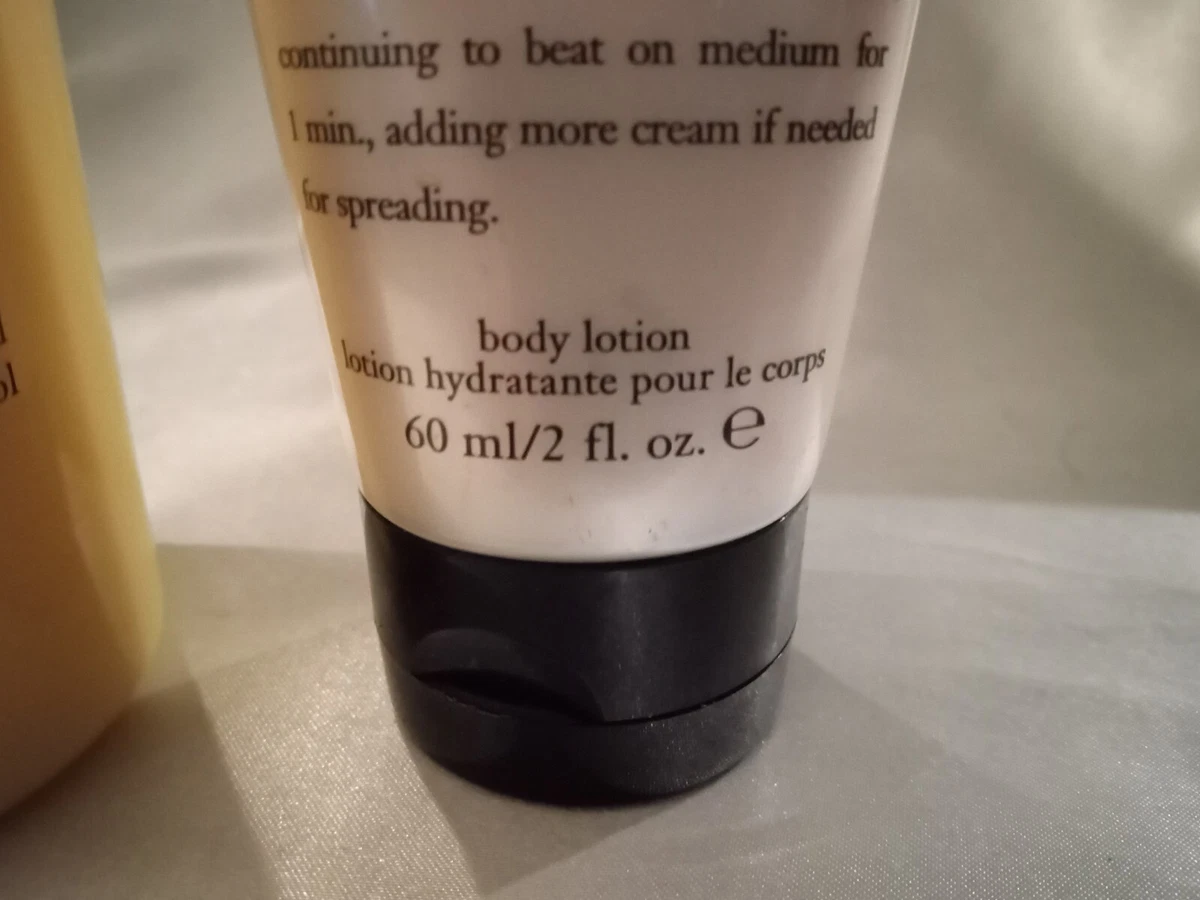 continuing to beat on medium for
1 min., adding more cream if needed
for spreading.
body lotion
lotion hydratante pour le corps
60 ml/2 fl. oz. e